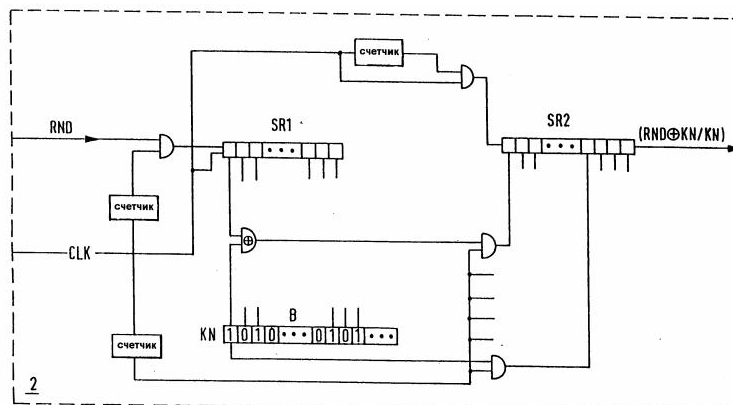 счетчик
RND
SR1
SR2
(RND⊕KN/KN)
счетчик
CLK
⊕
B
KN 1 0 1 0 • • • 0 1 0 1 • • •
счетчик
2